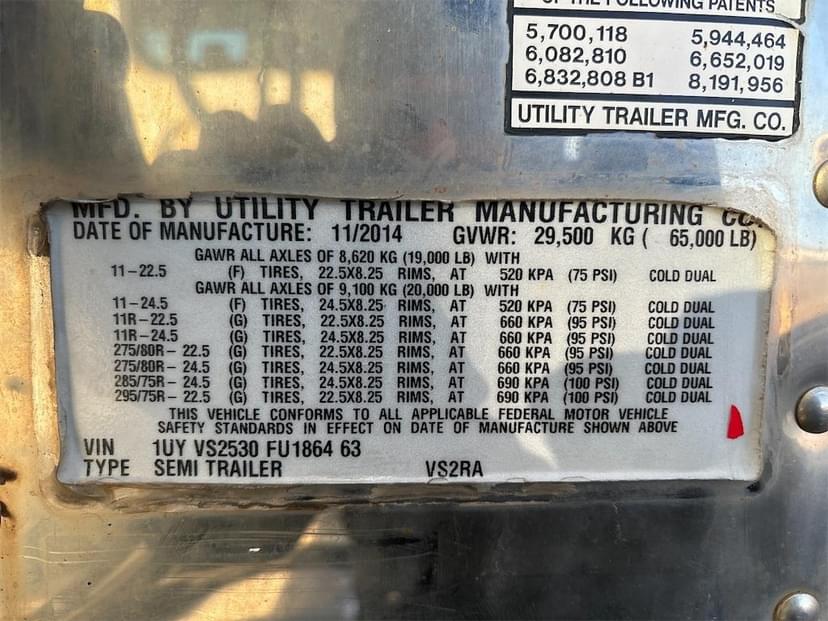 OF THE FOLLOWING PATENTS
5,700,118 5,944,464
6,082,810 6,652,019
6,832,808 B1 8,191,956
UTILITY TRAILER MFG. CO.
MFD. BY UTILITY TRAILER MANUFACTURING CO.
DATE OF MANUFACTURE: 11/2014 GVWR: 29,500 KG ( 65,000 LB)
GAWR ALL AXLES OF 8,620 KG (19,000 LB) WITH
11-22.5 (F) TIRES, 22.5X8.25 RIMS, AT 520 KPA (75 PSI) COLD DUAL
GAWR ALL AXLES OF 9,100 KG (20,000 LB) WITH
11-24.5 (F) TIRES, 24.5X8.25 RIMS, AT 520 KPA (75 PSI) COLD DUAL
11R-22.5 (G) TIRES, 22.5X8.25 RIMS, AT 660 KPA (95 PSI) COLD DUAL
11R-24.5 (G) TIRES, 24.5X8.25 RIMS, AT 660 KPA (95 PSI) COLD DUAL
275/80R-22.5 (G) TIRES, 22.5X8.25 RIMS, AT 660 KPA (95 PSI) COLD DUAL
275/80R-24.5 (G) TIRES, 24.5X8.25 RIMS, AT 660 KPA (95 PSI) COLD DUAL
285/75R-24.5 (G) TIRES, 24.5X8.25 RIMS, AT 690 KPA (100 PSI) COLD DUAL
295/75R-22.5 (G) TIRES, 22.5X8.25 RIMS, AT 690 KPA (100 PSI) COLD DUAL
THIS VEHICLE CONFORMS TO ALL APPLICABLE FEDERAL MOTOR VEHICLE
SAFETY STANDARDS IN EFFECT ON DATE OF MANUFACTURE SHOWN ABOVE
VIN 1UY VS2530 FU1864 63
TYPE SEMI TRAILER VS2RA